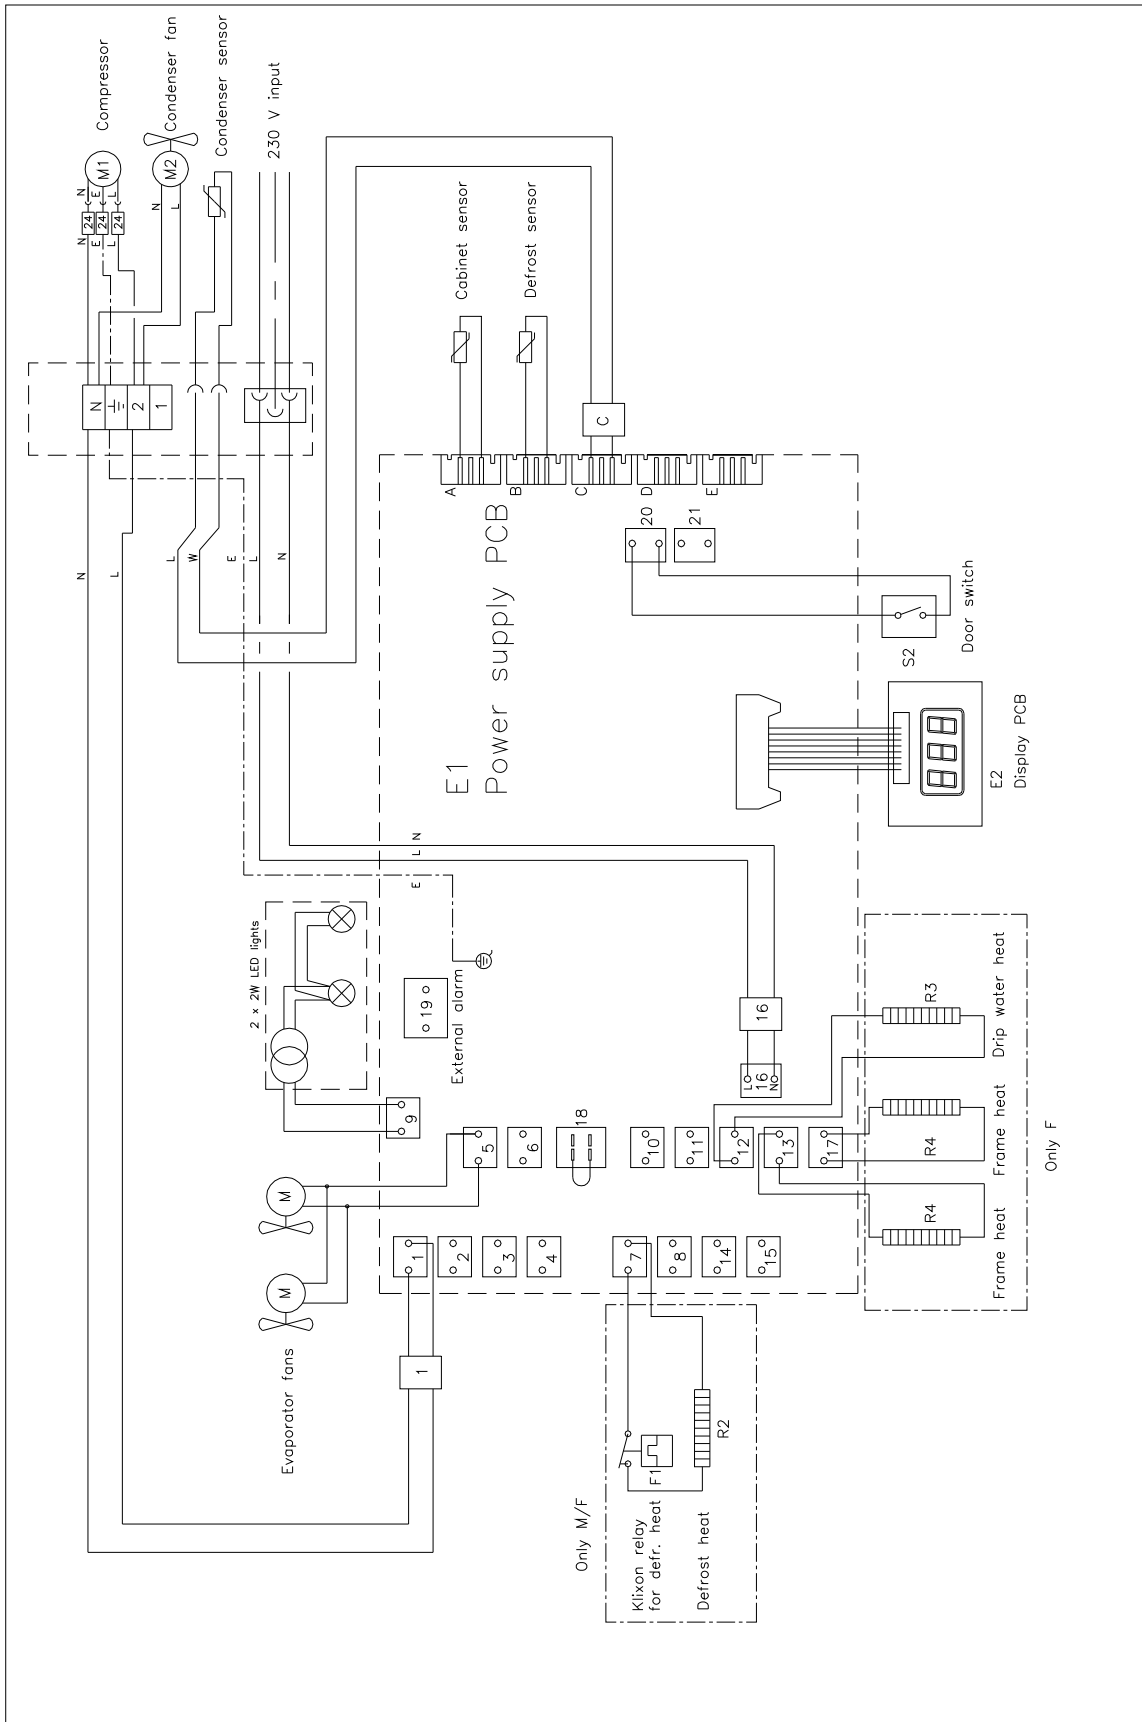 Compressor
M1
N
E
L
24
24
24
N
E
L
Condenser fan
M2
N
L
Condenser sensor
230 V input
N
2
1
Cabinet sensor
Defrost sensor
C
A
B
C
D
E
N
L
L
W
E
L
N
20
21
E1
Power supply PCB
S2
Door switch
E2
Display PCB
E
L
N
2 x 2W LED lights
19
External alarm
9
16
L
16
N
5
6
18
10
11
12
13
17
M
M
Evaporator fans
1
2
3
4
7
8
14
15
1
R3
Drip water heat
R4
Frame heat
R4
Frame heat
Only F
Only M/F
F1
Klixon relay
for defr. heat
R2
Defrost heat